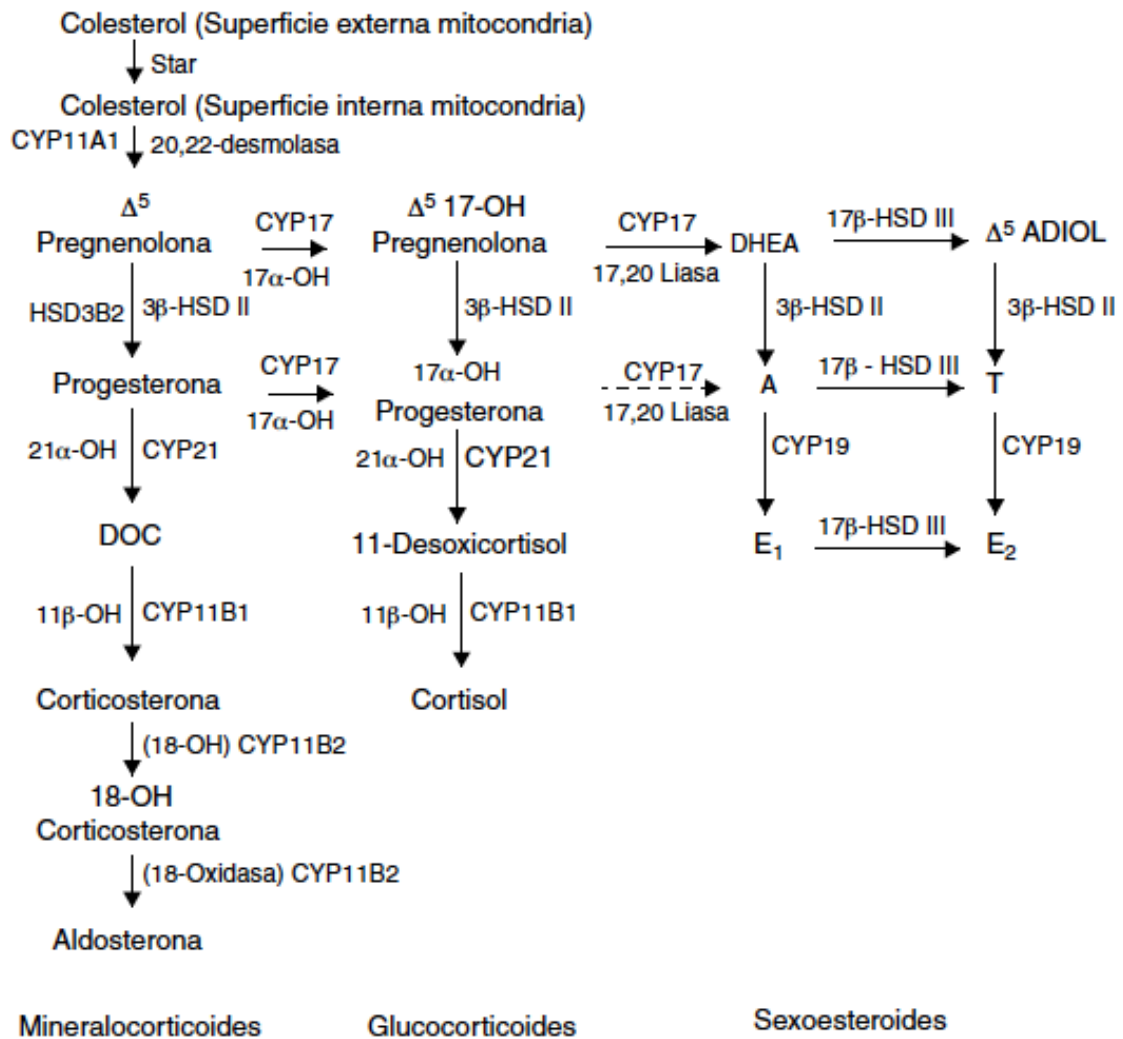 Colesterol (Superficie externa mitocondria)
Star
Colesterol (Superficie interna mitocondria)
CYP11A1 20,22-desmolasa
Δ⁵ CYP17 Δ⁵ 17-OH CYP17 17β-HSD III
Pregnenolona Pregnenolona DHEA Δ⁵ ADIOL
17α-OH 17,20 Liasa
HSD3B2 3β-HSD II 3β-HSD II 3β-HSD II 3β-HSD II
CYP17 17α-OH CYP17 17β - HSD III
Progesterona Progesterona A T
17α-OH 17,20 Liasa
21α-OH CYP21 21α-OH CYP21 CYP19 CYP19
17β-HSD III
DOC 11-Desoxicortisol E₁ E₂
11β-OH CYP11B1 11β-OH CYP11B1
Corticosterona Cortisol
(18-OH) CYP11B2
18-OH
Corticosterona
(18-Oxidasa) CYP11B2
Aldosterona
Mineralocorticoides Glucocorticoides Sexoesteroides